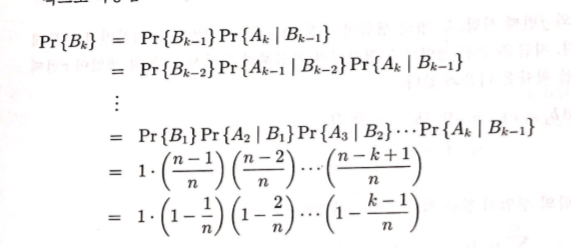 Pr{B_k} = Pr{B_{k-1}} Pr{A_k | B_{k-1}}
= Pr{B_{k-2}} Pr{A_{k-1} | B_{k-2}} Pr{A_k | B_{k-1}}
⋮
= Pr{B_1} Pr{A_2 | B_1} Pr{A_3 | B_2} ⋯ Pr{A_k | B_{k-1}}
= 1 · ((n − 1)/n) ((n − 2)/n) ⋯ ((n − k + 1)/n)
= 1 · (1 − 1/n) (1 − 2/n) ⋯ (1 − (k − 1)/n)